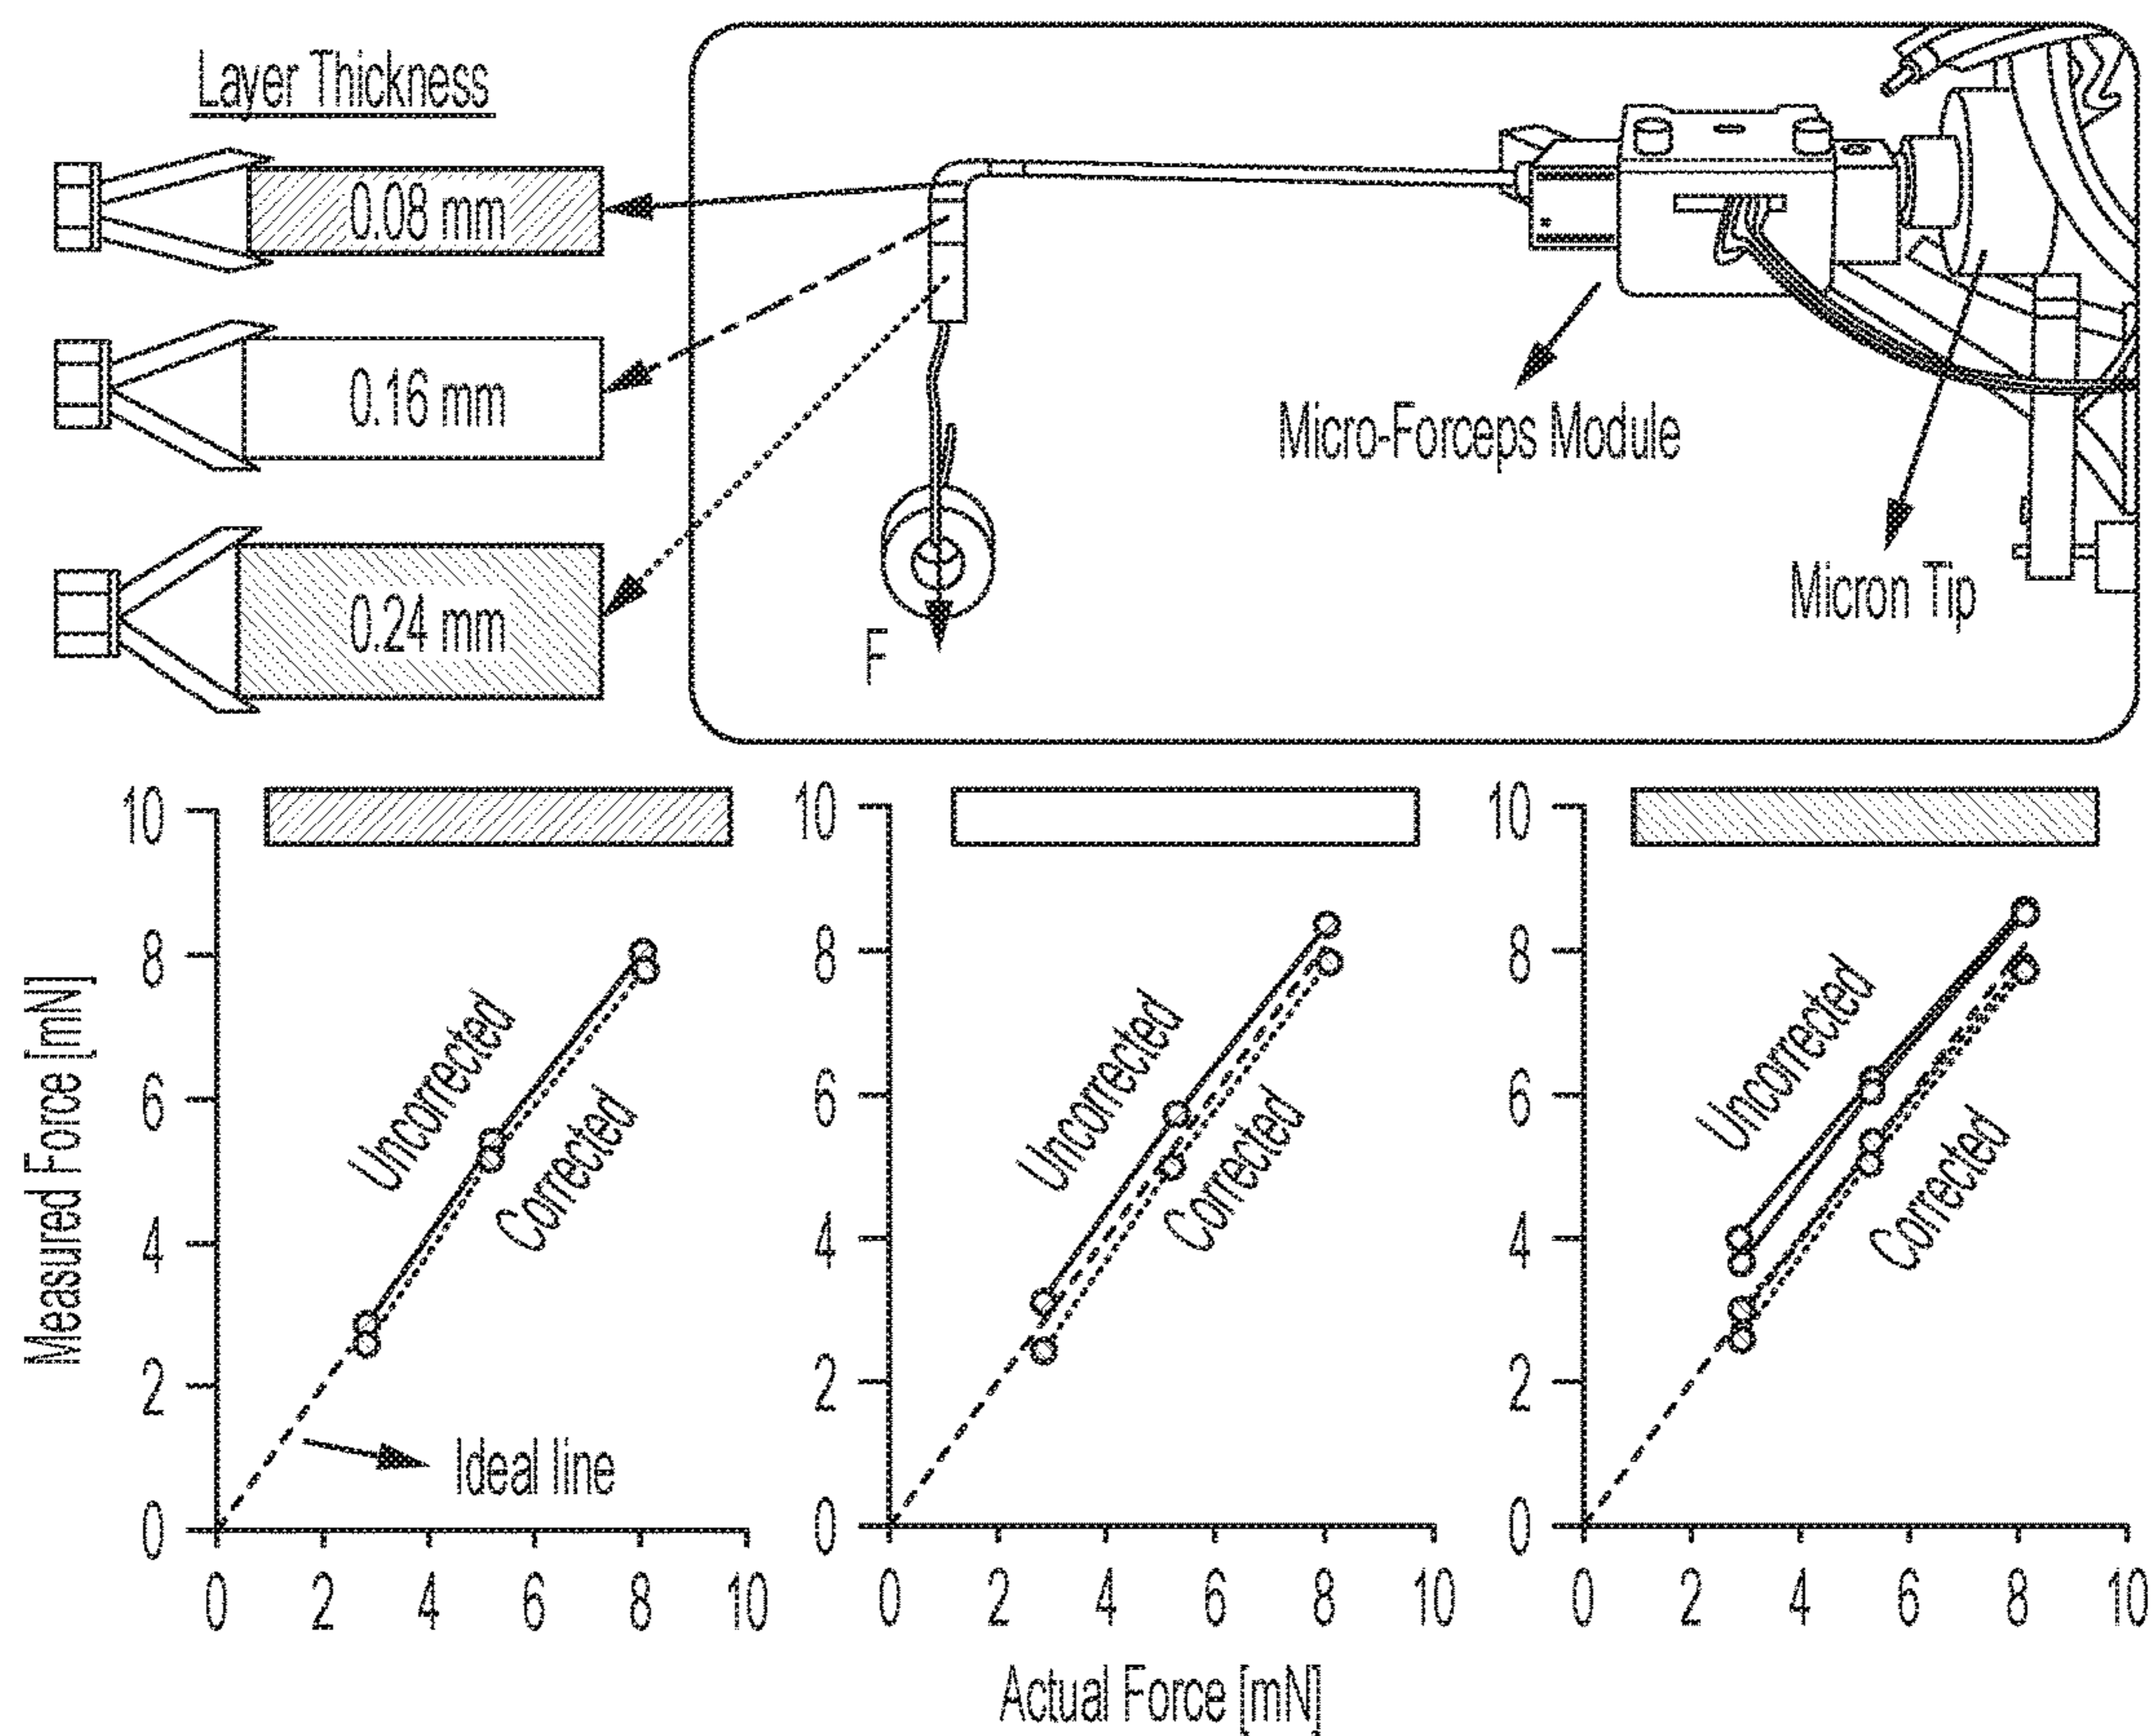 Layer Thickness
0.08 mm
0.16 mm
0.24 mm
Micro-Forceps Module
Micron Tip
F
Measured Force [mN]
10
8
6
4
2
0
0 2 4 6 8 10
Uncorrected
Corrected
Ideal line
10
8
6
4
2
0
0 2 4 6 8 10
Uncorrected
Corrected
10
8
6
4
2
0
0 2 4 6 8 10
Uncorrected
Corrected
Actual Force [mN]